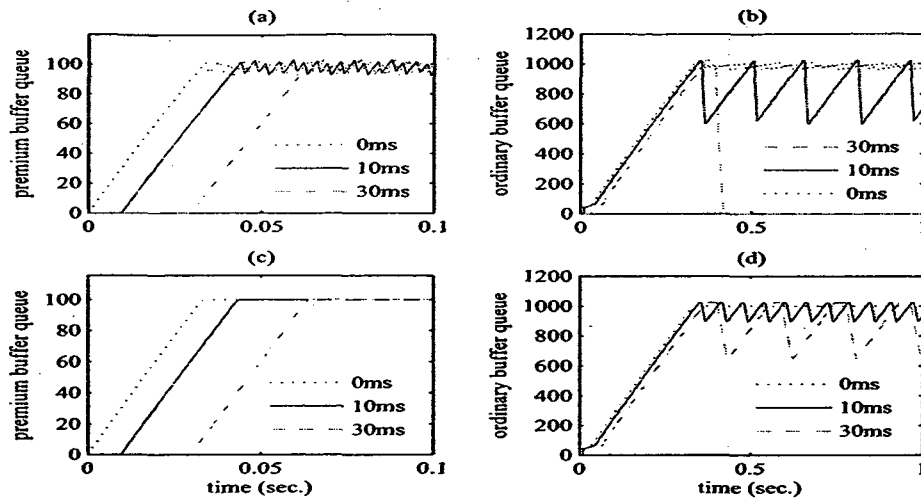 (a)
premium buffer queue
100
80
60
40
20
0
0ms
10ms
30ms
0
0.05
0.1
(b)
ordinary buffer queue
1200
1000
800
600
400
200
0
30ms
10ms
0ms
0
0.5
1
(c)
premium buffer queue
100
80
60
40
20
0
0ms
10ms
30ms
0
0.05
0.1
time (sec.)
(d)
ordinary buffer queue
1200
1000
800
600
400
200
0
0ms
10ms
30ms
0
0.5
1
time (sec.)